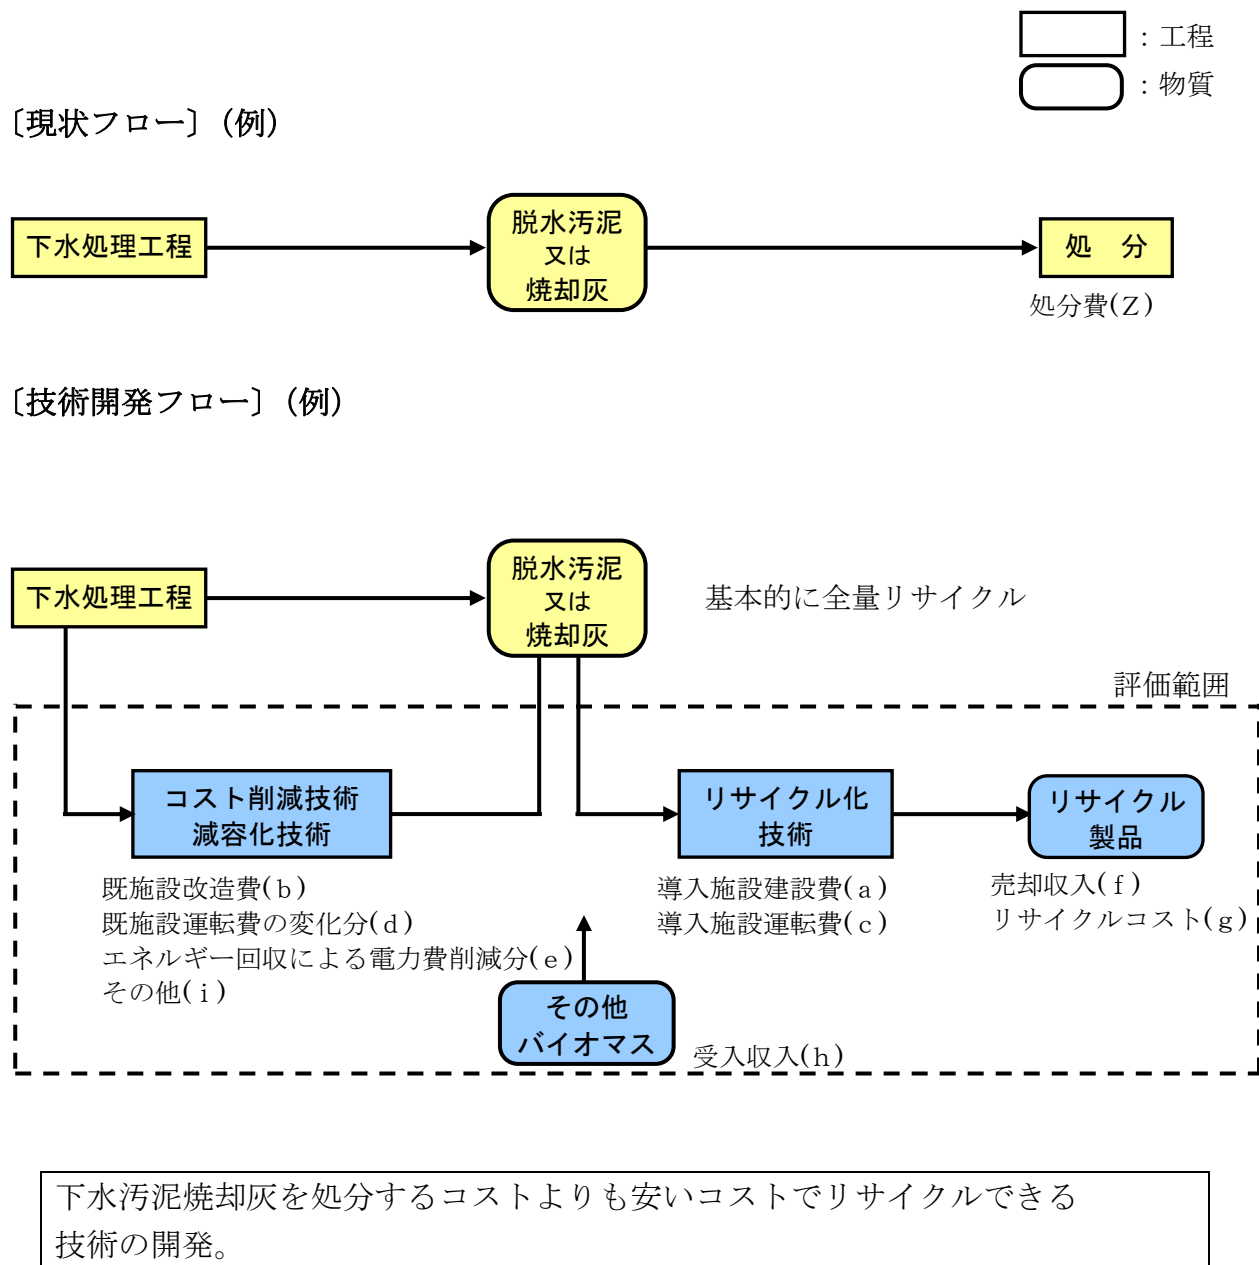 ：工程
：物質
〔現状フロー〕（例）
下水処理工程
脱水汚泥
又は
焼却灰
処　分
処分費(Z)
〔技術開発フロー〕（例）
下水処理工程
脱水汚泥
又は
焼却灰
基本的に全量リサイクル
評価範囲
コスト削減技術
減容化技術
リサイクル化
技術
リサイクル
製品
既施設改造費(b)
既施設運転費の変化分(d)
エネルギー回収による電力費削減分(e)
その他(i)
導入施設建設費(a)
導入施設運転費(c)
売却収入(f)
リサイクルコスト(g)
その他
バイオマス
受入収入(h)
下水汚泥焼却灰を処分するコストよりも安いコストでリサイクルできる
技術の開発。